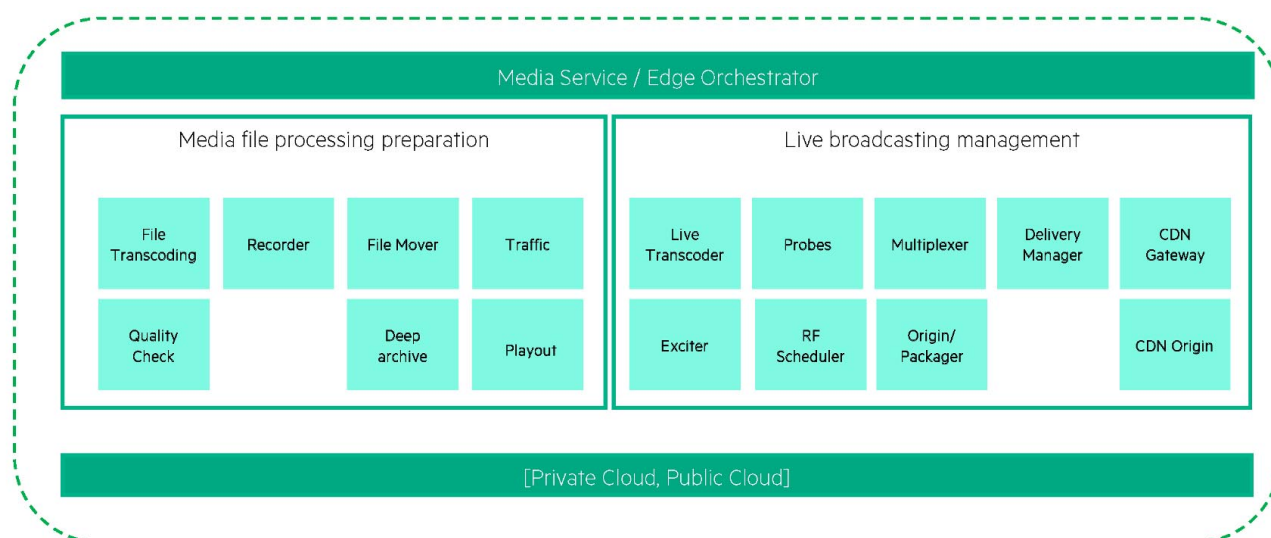 Media Service / Edge Orchestrator
Media file processing preparation
File
Transcoding
Recorder
File Mover
Traffic
Quality
Check
Deep
archive
Playout
Live broadcasting management
Live
Transcoder
Probes
Multiplexer
Delivery
Manager
CDN
Gateway
Exciter
RF
Scheduler
Origin/
Packager
CDN Origin
[Private Cloud, Public Cloud]